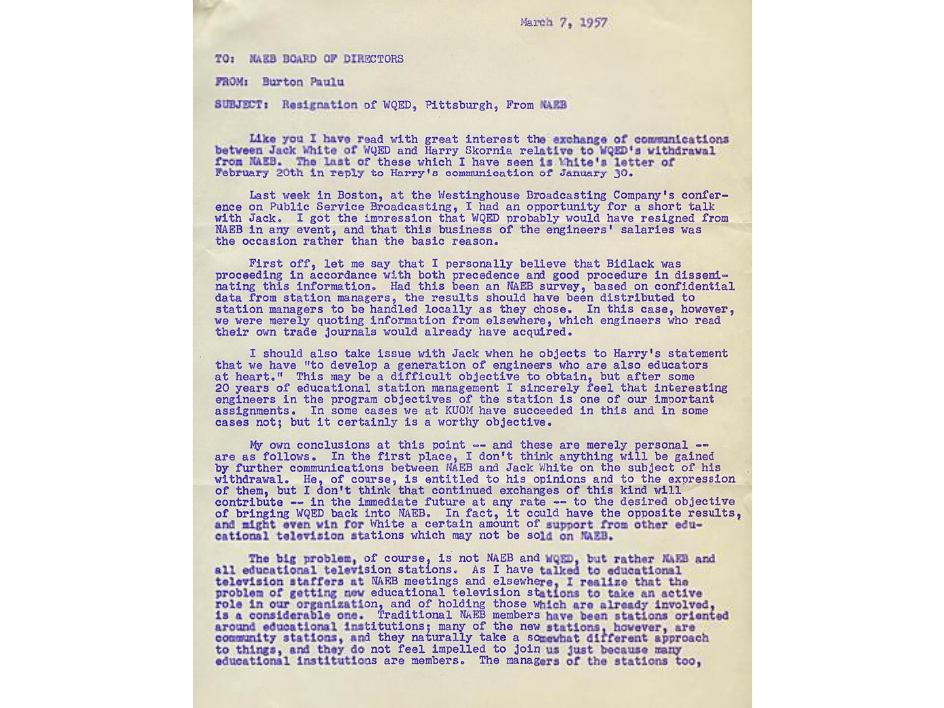 March 7, 1957
TO: NAEB BOARD OF DIRECTORS
FROM: Burton Paulu
SUBJECT: Resignation of WQED, Pittsburgh, From NAEB
Like you I have read with great interest the exchange of communications
between Jack White of WQED and Harry Skornia relative to WQED's withdrawal
from NAEB. The last of these which I have seen is White's letter of
February 20th in reply to Harry's communication of January 30.
Last week in Boston, at the Westinghouse Broadcasting Company's confer-
ence on Public Service Broadcasting, I had an opportunity for a short talk
with Jack. I got the impression that WQED probably would have resigned from
NAEB in any event, and that this business of the engineers' salaries was
the occasion rather than the basic reason.
First off, let me say that I personally believe that Bidlack was
proceeding in accordance with both precedence and good procedure in dissemi-
nating this information. Had this been an NAEB survey, based on confidential
data from station managers, the results should have been distributed to
station managers to be handled locally as they chose. In this case, however,
we were merely quoting information from elsewhere, which engineers who read
their own trade journals would already have acquired.
I should also take issue with Jack when he objects to Harry's statement
that we have "to develop a generation of engineers who are also educators
at heart." This may be a difficult objective to obtain, but after some
20 years of educational station management I sincerely feel that interesting
engineers in the program objectives of the station is one of our important
assignments. In some cases we at KUOM have succeeded in this and in some
cases not; but it certainly is a worthy objective.
My own conclusions at this point -- and these are merely personal --
are as follows. In the first place, I don't think anything will be gained
by further communications between NAEB and Jack White on the subject of his
withdrawal. He, of course, is entitled to his opinions and to the expression
of them, but I don't think that continued exchanges of this kind will
contribute -- in the immediate future at any rate -- to the desired objective
of bringing WQED back into NAEB. In fact, it could have the opposite results,
and might even win for White a certain amount of support from other edu-
cational television stations which may not be sold on NAEB.
The big problem, of course, is not NAEB and WQED, but rather NAEB and
all educational television stations. As I have talked to educational
television staffers at NAEB meetings and elsewhere, I realize that the
problem of getting new educational television stations to take an active
role in our organization, and of holding those which are already involved,
is a considerable one. Traditional NAEB members have been stations oriented
around educational institutions; many of the new stations, however, are
community stations, and they naturally take a somewhat different approach
to things, and they do not feel impelled to join us just because many
educational institutions are members. The managers of the stations too,